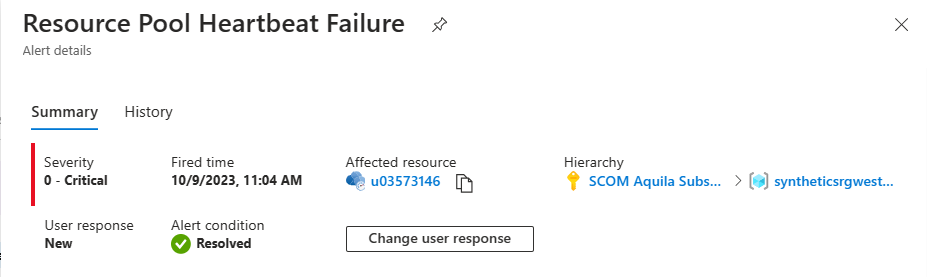 Resource Pool Heartbeat Failure
Alert details
Summary History
Severity Fired time Affected resource Hierarchy
0 - Critical 10/9/2023, 11:04 AM u03573146 SCOM Aquila Subs... > syntheticsrgwest...
User response Alert condition
New Resolved Change user response